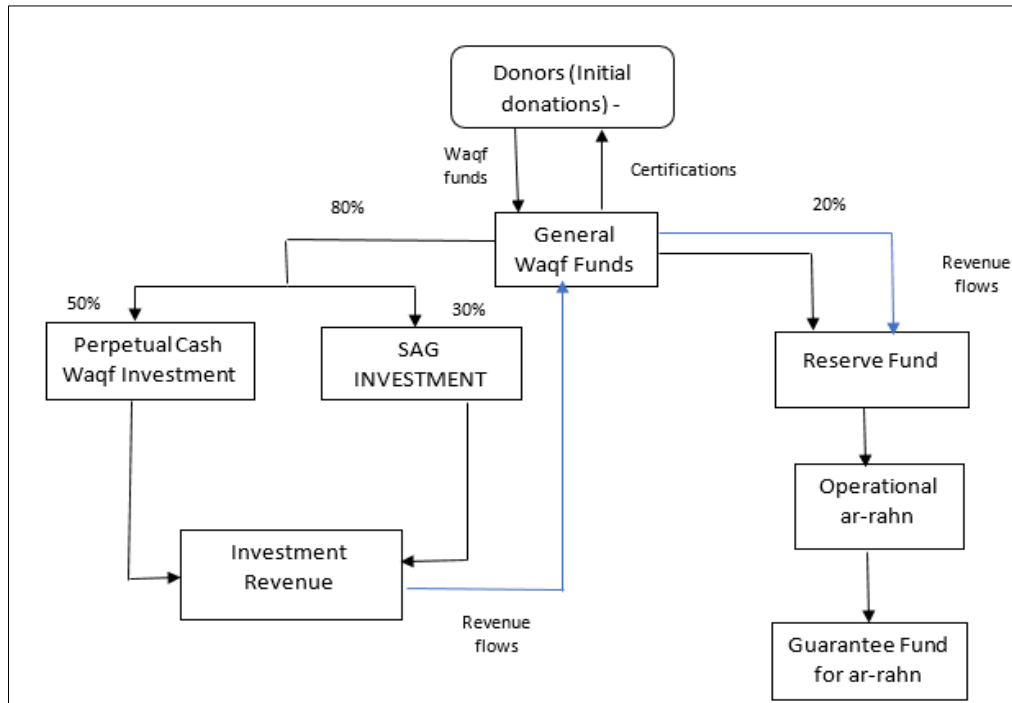 Donors (Initial
donations) -
Waqf
funds
Certifications
80%
20%
General
Waqf Funds
Revenue
flows
50%
30%
Perpetual Cash
Waqf Investment
SAG
INVESTMENT
Reserve Fund
Operational
ar-rahn
Investment
Revenue
Revenue
flows
Guarantee Fund
for ar-rahn